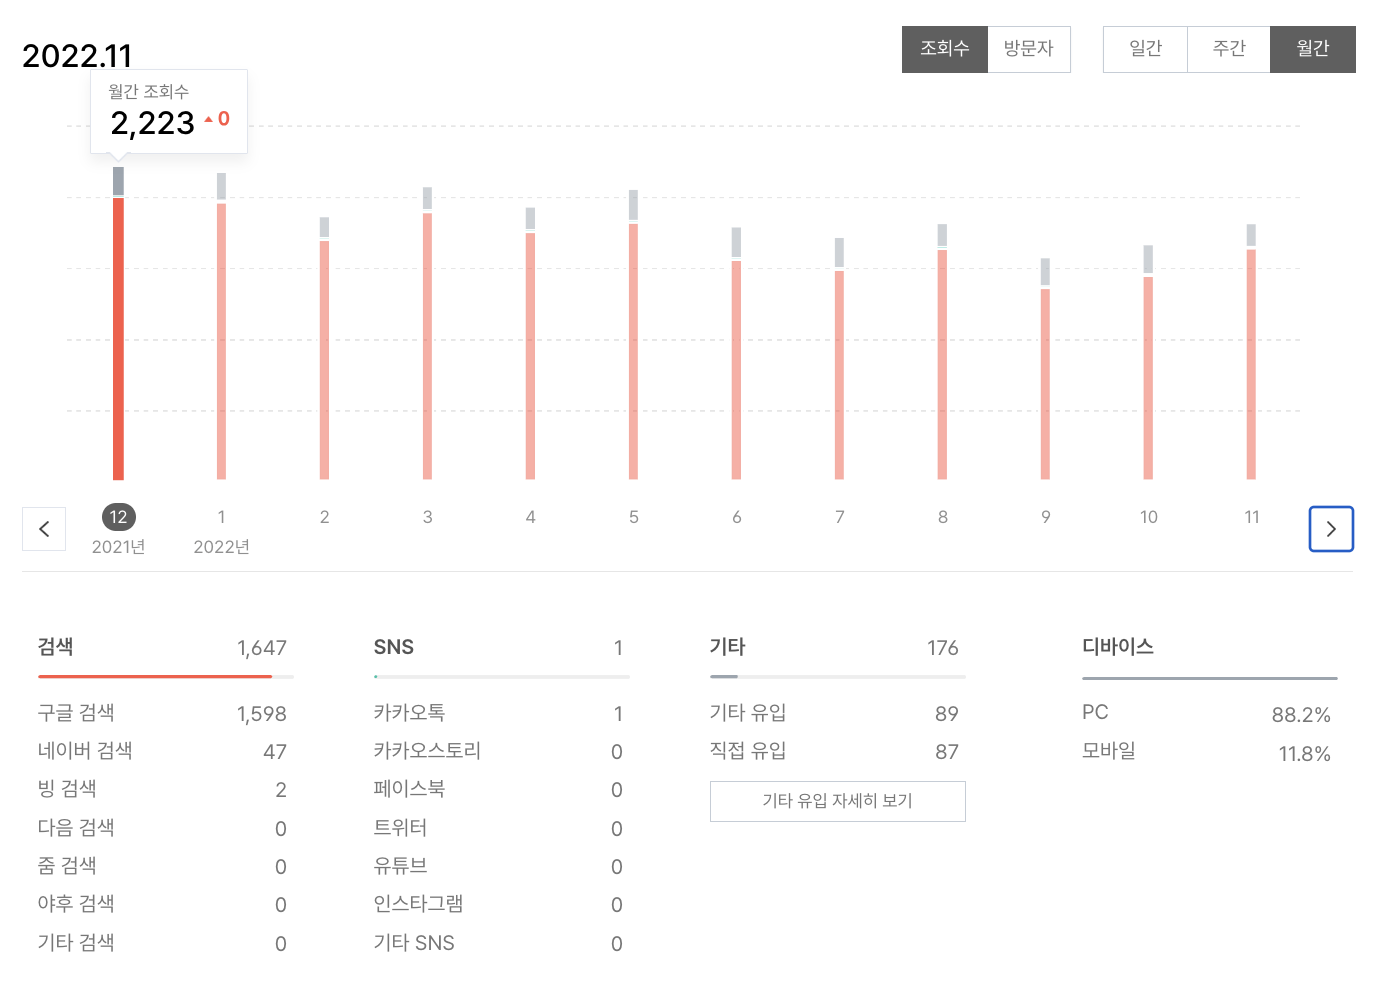 2022.11
조회수 방문자 일간 주간 월간
월간 조회수
2,223 ▲0
12 1 2 3 4 5 6 7 8 9 10 11
2021년 2022년
검색 1,647
구글 검색 1,598
네이버 검색 47
빙 검색 2
다음 검색 0
줌 검색 0
야후 검색 0
기타 검색 0
SNS 1
카카오톡 1
카카오스토리 0
페이스북 0
트위터 0
유튜브 0
인스타그램 0
기타 SNS 0
기타 176
기타 유입 89
직접 유입 87
기타 유입 자세히 보기
디바이스
PC 88.2%
모바일 11.8%